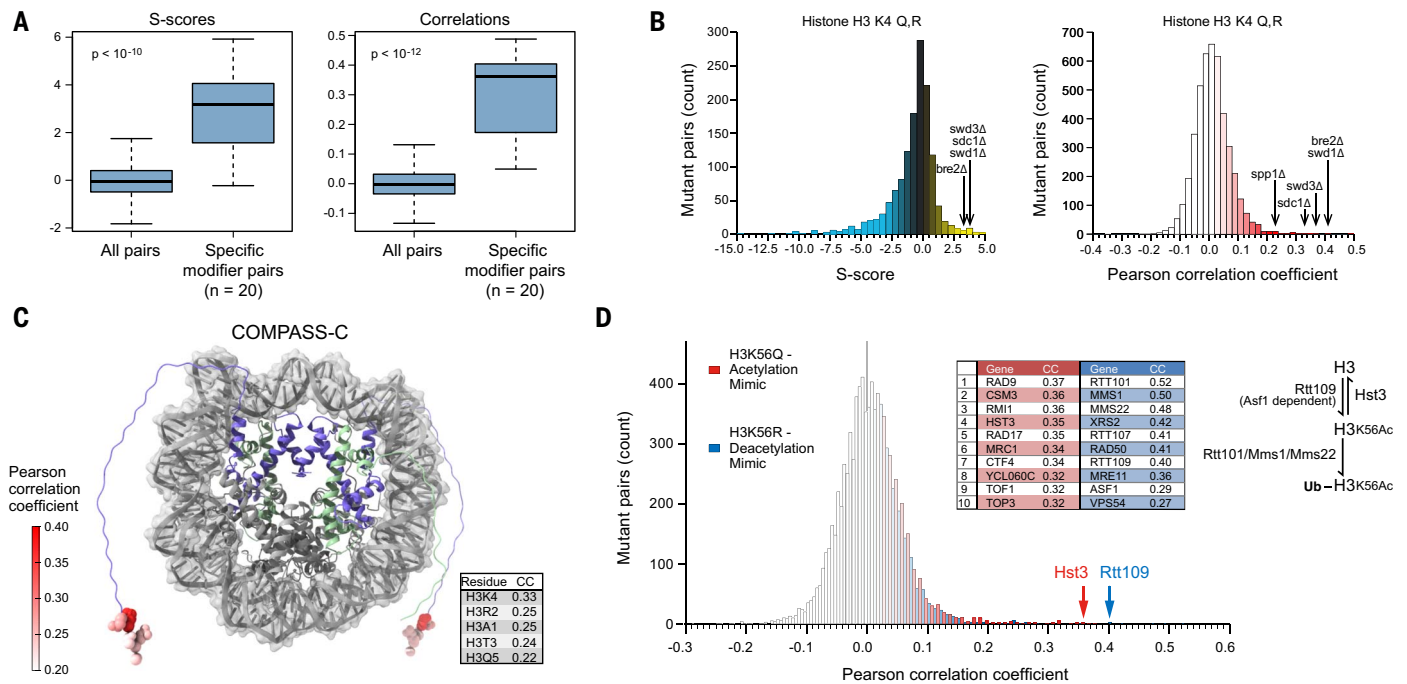 A
S-scores
p < 10-10
6
4
2
0
-2
All pairs
Specific
modifier pairs
(n = 20)
Correlations
p < 10-12
0.5
0.4
0.3
0.2
0.1
0.0
-0.1
All pairs
Specific
modifier pairs
(n = 20)
B
Histone H3 K4 Q,R
Mutant pairs (count)
300
250
200
150
100
50
0
swd3Δ
sdc1Δ
swd1Δ
bre2Δ
-15.0 -12.5 -10.0 -7.5 -5.0 -2.5 0.0 2.5 5.0
S-score
Histone H3 K4 Q,R
Mutant pairs (count)
700
600
500
400
300
200
100
0
bre2Δ
swd1Δ
spp1Δ
swd3Δ
sdc1Δ
-0.4 -0.3 -0.2 -0.1 0.0 0.1 0.2 0.3 0.4 0.5
Pearson correlation coefficient
C
COMPASS-C
Pearson
correlation
coefficient
0.40
0.35
0.30
0.25
0.20
Residue CC
H3K4 0.33
H3R2 0.25
H3A1 0.25
H3T3 0.24
H3Q5 0.22
D
Mutant pairs (count)
400
300
200
100
0
H3K56Q -
Acetylation
Mimic
H3K56R -
Deacetylation
Mimic
Gene CC Gene CC
1 RAD9 0.37 RTT101 0.52
2 CSM3 0.36 MMS1 0.50
3 RMI1 0.36 MMS22 0.48
4 HST3 0.35 XRS2 0.42
5 RAD17 0.35 RTT107 0.41
6 MRC1 0.34 RAD50 0.41
7 CTF4 0.34 RTT109 0.40
8 YCL060C 0.32 MRE11 0.36
9 TOF1 0.32 ASF1 0.29
10 TOP3 0.32 VPS54 0.27
Hst3 Rtt109
-0.3 -0.2 -0.1 0.0 0.1 0.2 0.3 0.4 0.5 0.6
Pearson correlation coefficient
H3
Rtt109
(Asf1 dependent)
Hst3
H3K56Ac
Rtt101/Mms1/Mms22
Ub–H3K56Ac